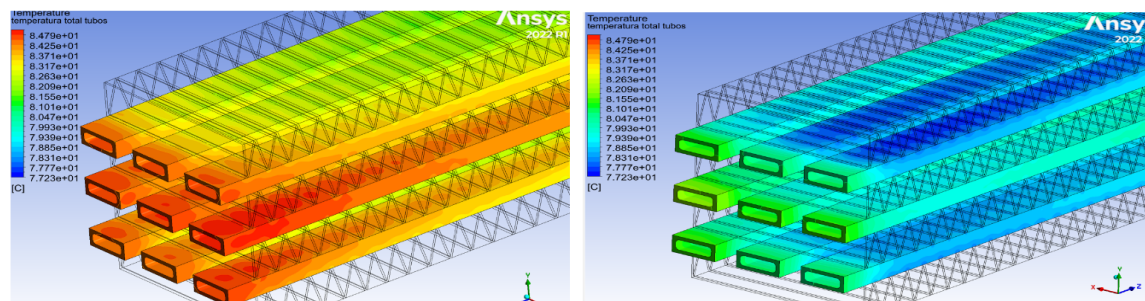 Temperature
temperatura total tubos
8.479e+01
8.425e+01
8.371e+01
8.317e+01
8.263e+01
8.209e+01
8.155e+01
8.101e+01
8.047e+01
7.993e+01
7.939e+01
7.885e+01
7.831e+01
7.777e+01
7.723e+01
[C]
Ansys
2022 R1
Y
Temperature
temperatura total tubos
8.479e+01
8.425e+01
8.371e+01
8.317e+01
8.263e+01
8.209e+01
8.155e+01
8.101e+01
8.047e+01
7.993e+01
7.939e+01
7.885e+01
7.831e+01
7.777e+01
7.723e+01
[C]
Ansy
2022
Y
X
Z